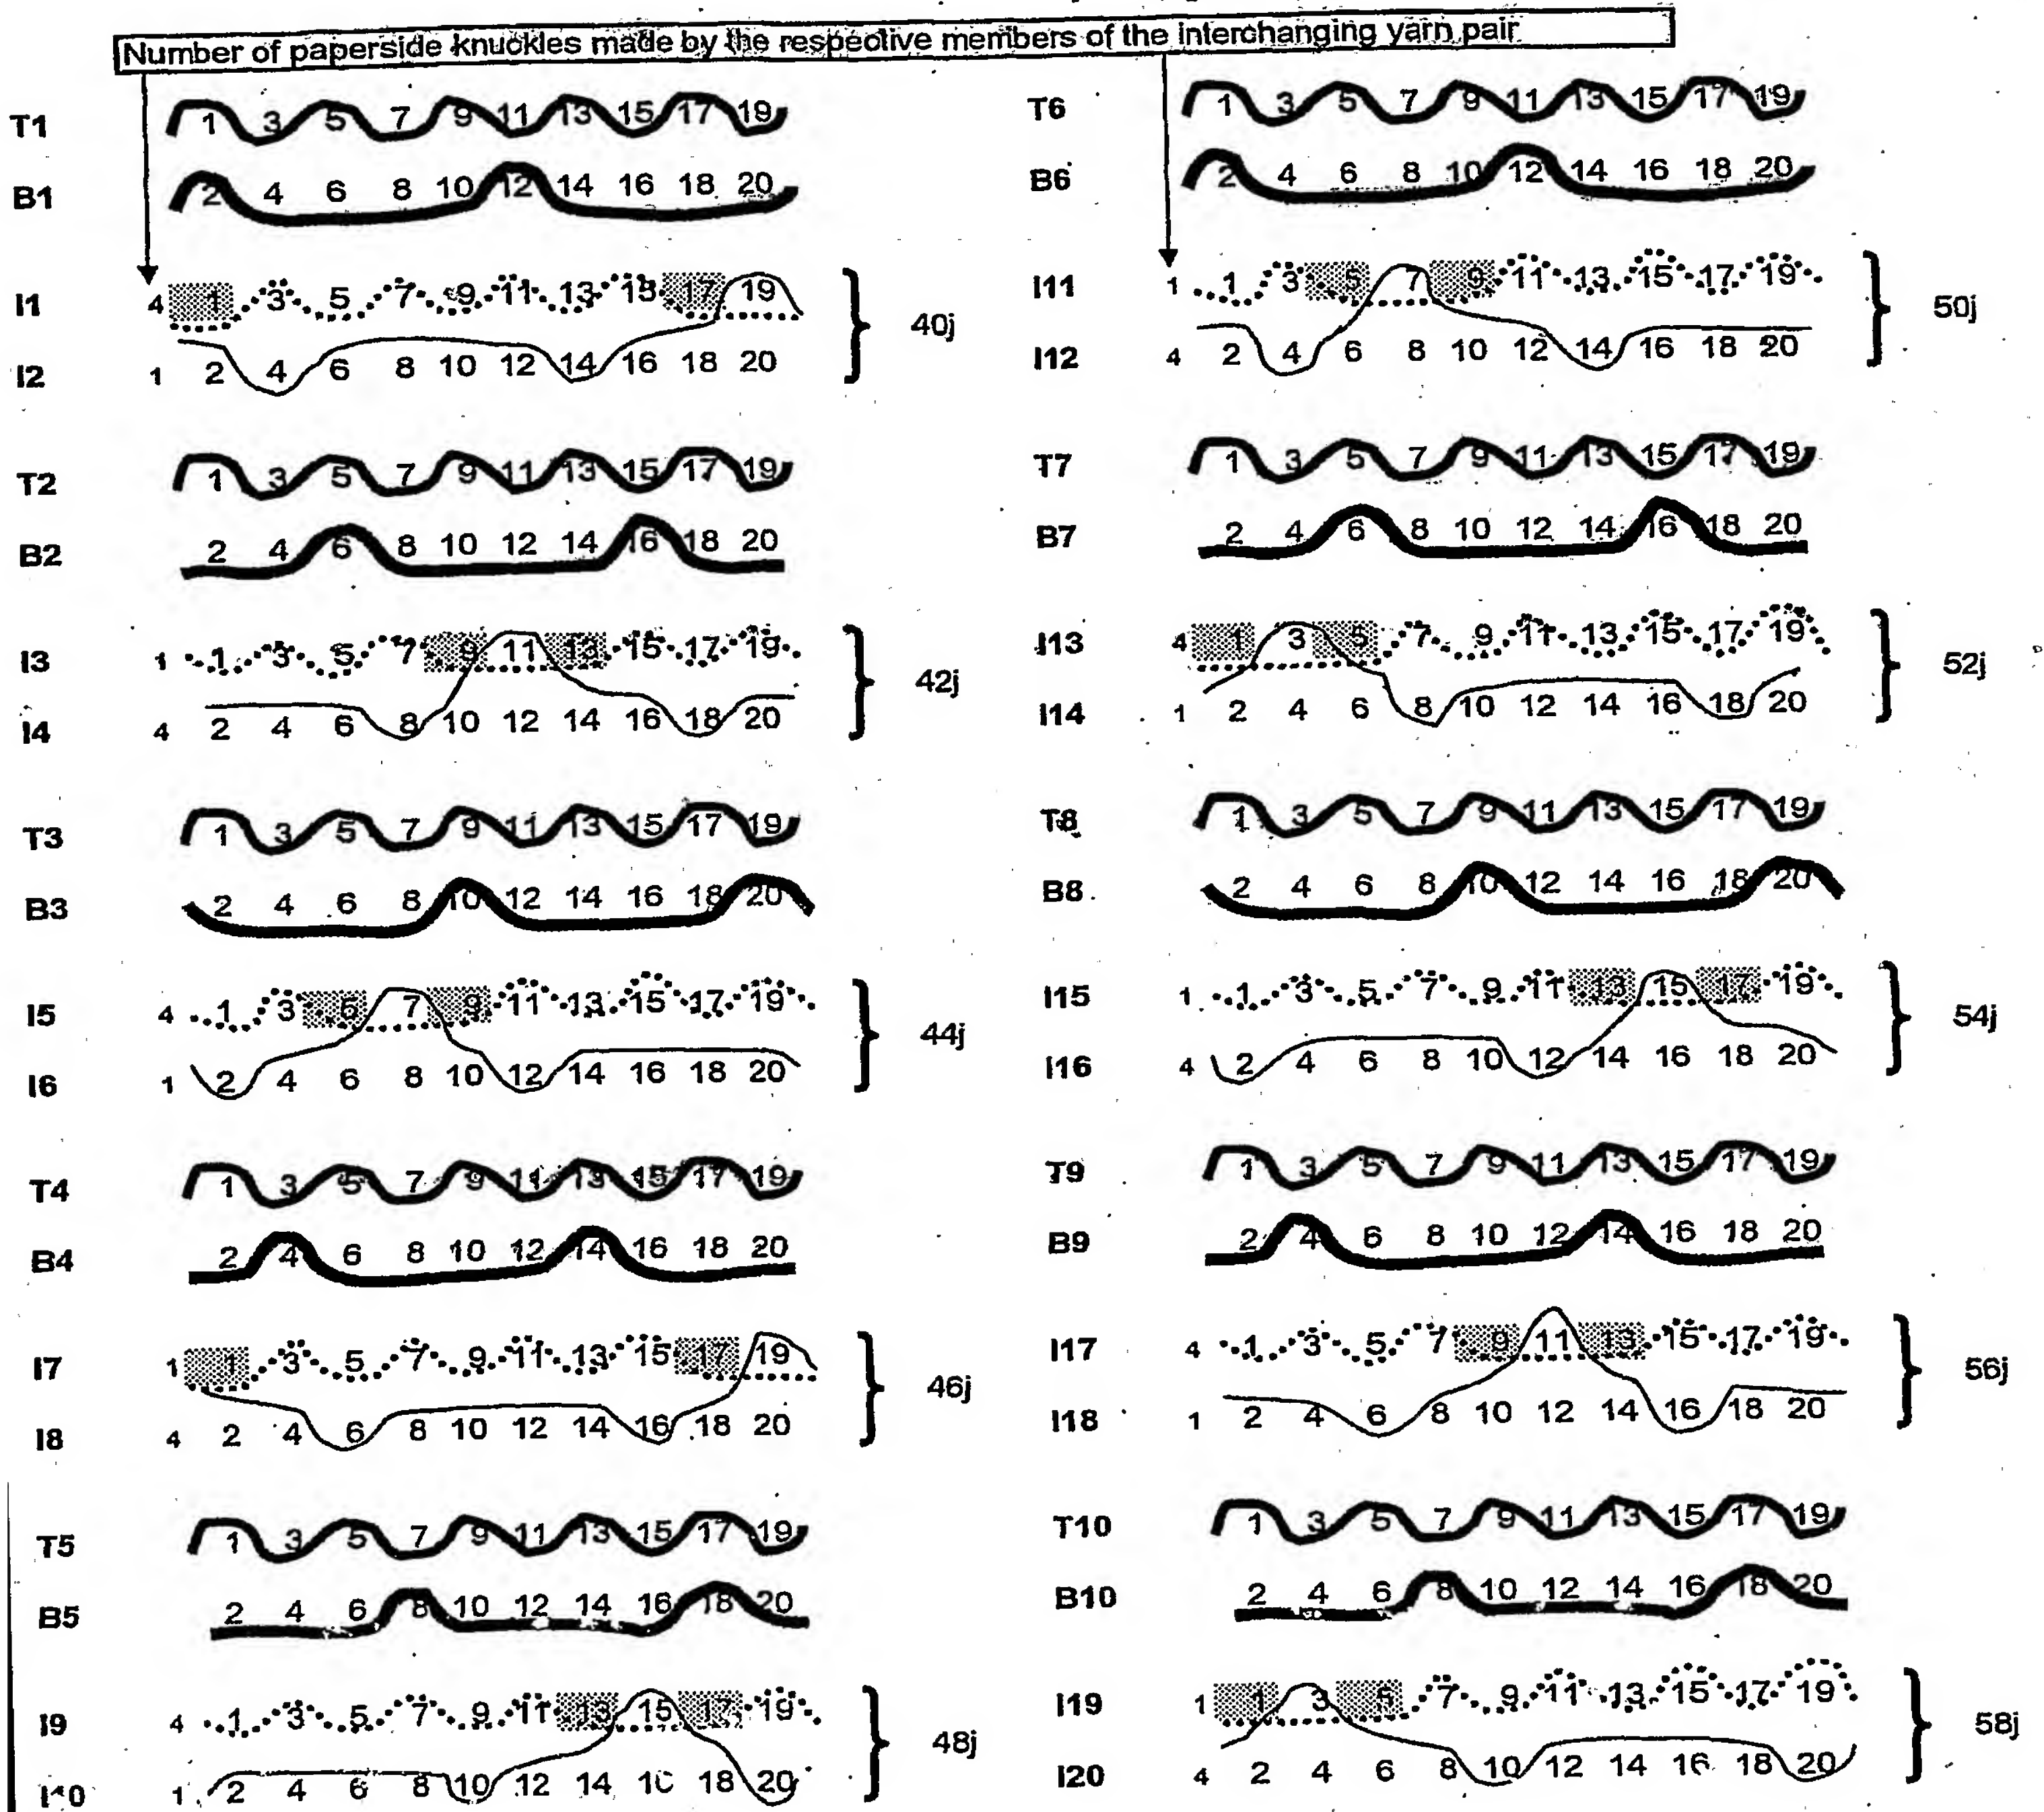 Number of paperside knuckles made by the respective members of the interchanging yarn pair
T1 1 3 5 7 9 11 13 15 17 19
B1 2 4 6 8 10 12 14 16 18 20
I1 4 1 3 5 7 9 11 13 15 17 19
40j
I2 1 2 4 6 8 10 12 14 16 18 20
T2 1 3 5 7 9 11 13 15 17 19
B2 2 4 6 8 10 12 14 16 18 20
I3 1 1 3 5 7 9 11 13 15 17 19
42j
I4 4 2 4 6 8 10 12 14 16 18 20
T3 1 3 5 7 9 11 13 15 17 19
B3 2 4 6 8 10 12 14 16 18 20
I5 4 1 3 5 7 9 11 13 15 17 19
44j
I6 1 2 4 6 8 10 12 14 16 18 20
T4 1 3 5 7 9 11 13 15 17 19
B4 2 4 6 8 10 12 14 16 18 20
I7 1 1 3 5 7 9 11 13 15 17 19
46j
I8 4 2 4 6 8 10 12 14 16 18 20
T5 1 3 5 7 9 11 13 15 17 19
B5 2 4 6 8 10 12 14 16 18 20
I9 4 1 3 5 7 9 11 13 15 17 19
48j
I10 1 2 4 6 8 10 12 14 16 18 20
T6 1 3 5 7 9 11 13 15 17 19
B6 2 4 6 8 10 12 14 16 18 20
I11 1 1 3 5 7 9 11 13 15 17 19
50j
I12 4 2 4 6 8 10 12 14 16 18 20
T7 1 3 5 7 9 11 13 15 17 19
B7 2 4 6 8 10 12 14 16 18 20
I13 4 1 3 5 7 9 11 13 15 17 19
52j
I14 1 2 4 6 8 10 12 14 16 18 20
T8 1 3 5 7 9 11 13 15 17 19
B8 2 4 6 8 10 12 14 16 18 20
I15 1 1 3 5 7 9 11 13 15 17 19
54j
I16 4 2 4 6 8 10 12 14 16 18 20
T9 1 3 5 7 9 11 13 15 17 19
B9 2 4 6 8 10 12 14 16 18 20
I17 4 1 3 5 7 9 11 13 15 17 19
56j
I18 1 2 4 6 8 10 12 14 16 18 20
T10 1 3 5 7 9 11 13 15 17 19
B10 2 4 6 8 10 12 14 16 18 20
I19 1 1 3 5 7 9 11 13 15 17 19
58j
I20 4 2 4 6 8 10 12 14 16 18 20